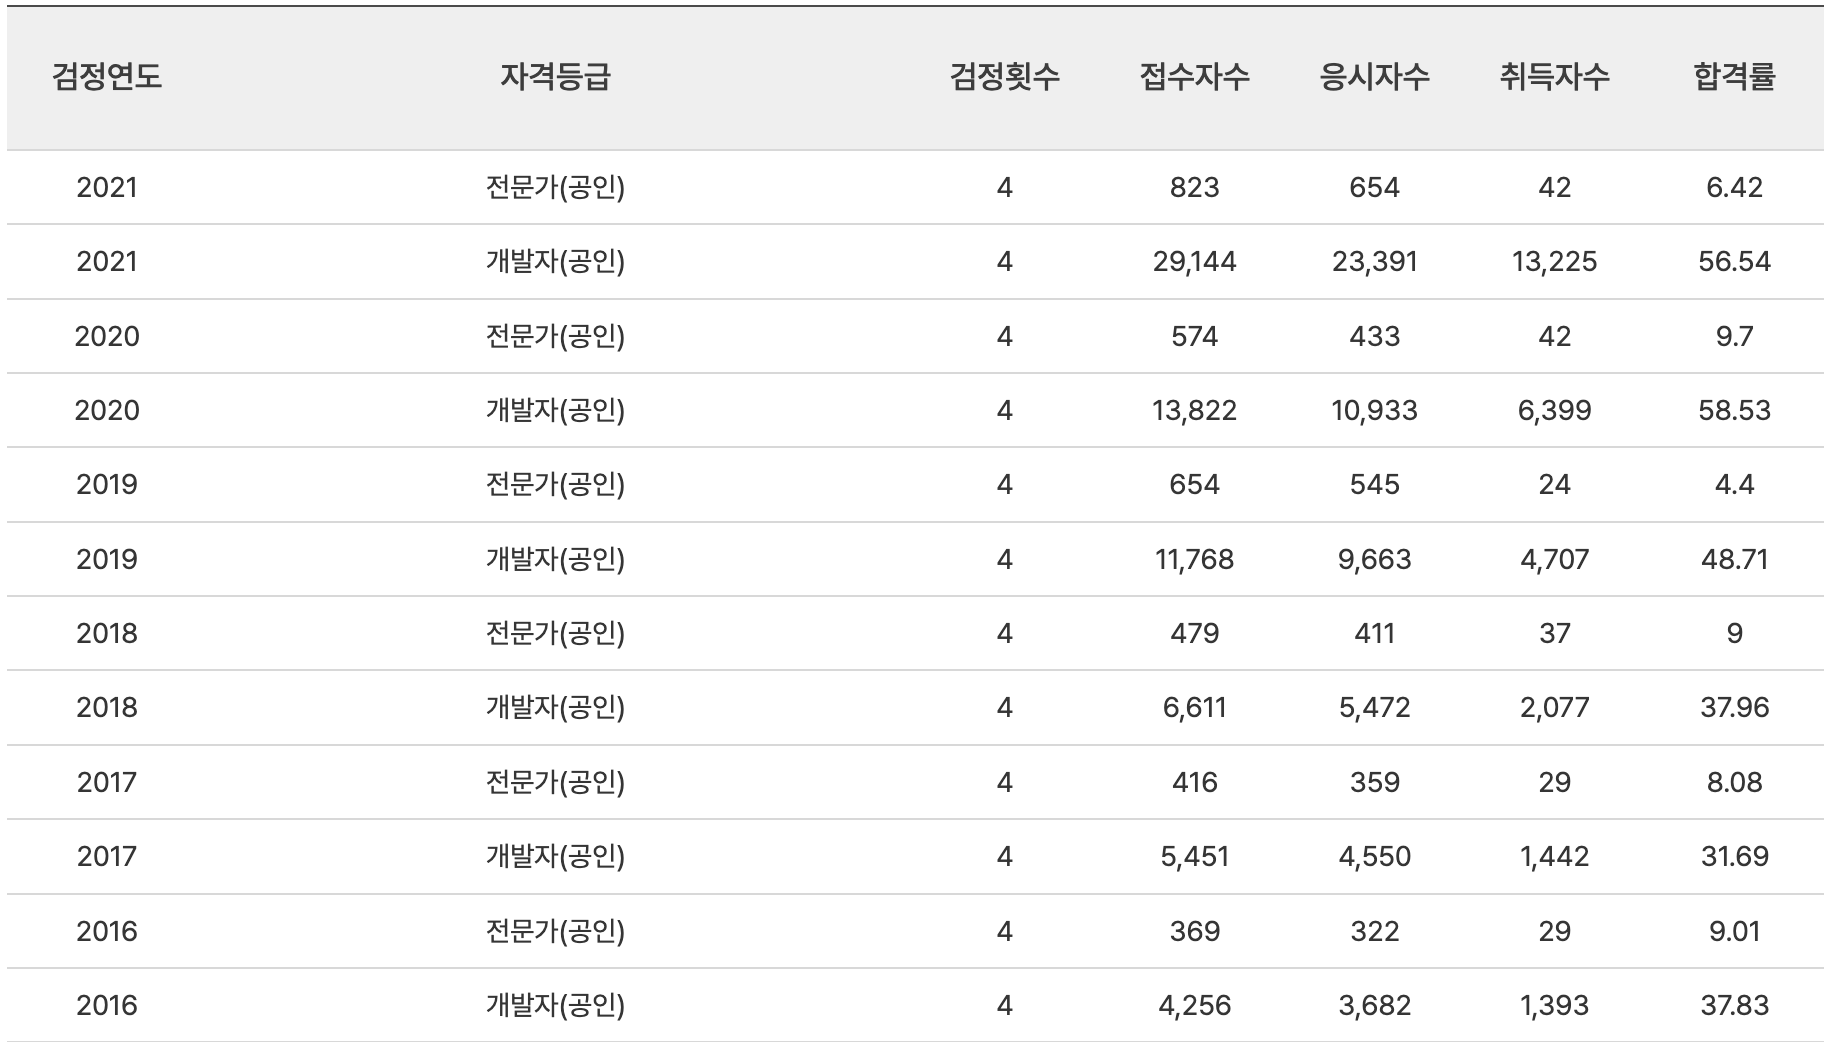 검정연도 자격등급 검정횟수 접수자수 응시자수 취득자수 합격률
2021 전문가(공인) 4 823 654 42 6.42
2021 개발자(공인) 4 29,144 23,391 13,225 56.54
2020 전문가(공인) 4 574 433 42 9.7
2020 개발자(공인) 4 13,822 10,933 6,399 58.53
2019 전문가(공인) 4 654 545 24 4.4
2019 개발자(공인) 4 11,768 9,663 4,707 48.71
2018 전문가(공인) 4 479 411 37 9
2018 개발자(공인) 4 6,611 5,472 2,077 37.96
2017 전문가(공인) 4 416 359 29 8.08
2017 개발자(공인) 4 5,451 4,550 1,442 31.69
2016 전문가(공인) 4 369 322 29 9.01
2016 개발자(공인) 4 4,256 3,682 1,393 37.83